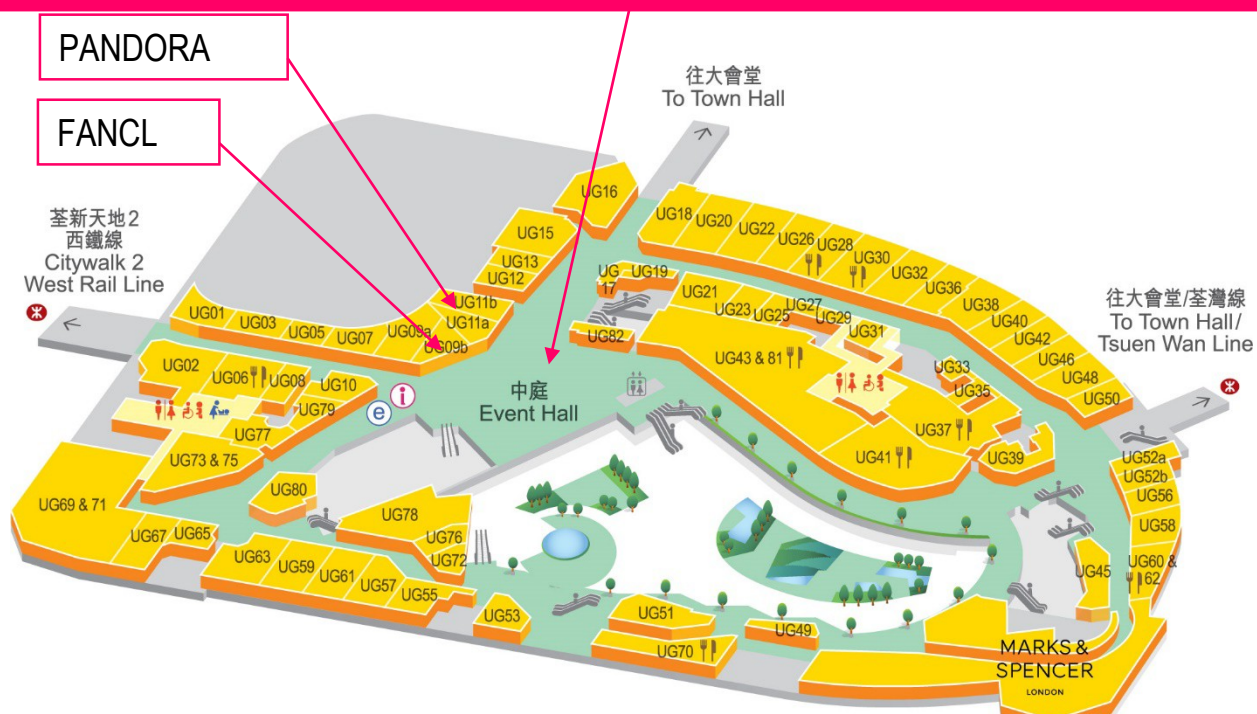 PANDORA
FANCL
往大會堂
To Town Hall
荃新天地2
西鐵線
Citywalk 2
West Rail Line
往大會堂/荃灣線
To Town Hall/
Tsuen Wan Line
UG16
UG15
UG13
UG12
UG11b
UG11a
UG09a
UG09b
UG01
UG03
UG05
UG07
UG02
UG06
UG08
UG10
UG79
UG77
UG73 & 75
UG69 & 71
UG67
UG65
UG80
UG78
UG76
UG72
UG63
UG59
UG61
UG57
UG55
UG53
UG51
UG49
UG70
i
e
中庭
Event Hall
UG18
UG20
UG22
UG26
UG28
UG30
UG32
UG36
UG38
UG40
UG42
UG46
UG48
UG50
UG
17
UG19
UG82
UG21
UG23
UG25
UG27
UG29
UG31
UG33
UG35
UG43 & 81
UG37
UG39
UG41
UG52a
UG52b
UG56
UG58
UG60 &
62
UG45
MARKS &
SPENCER
LONDON